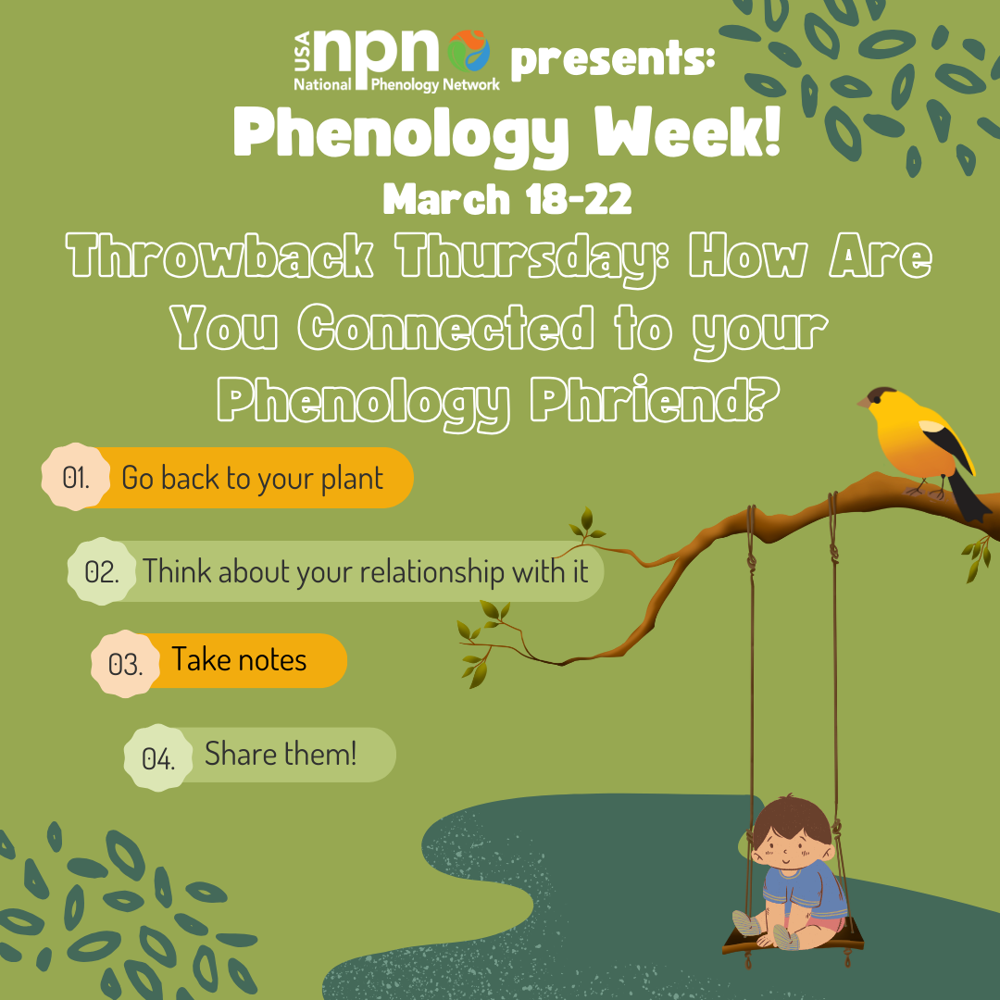 USA npn presents:
National Phenology Network
Phenology Week!
March 18-22
Throwback Thursday: How Are
You Connected to your
Phenology Phriend?
01. Go back to your plant
02. Think about your relationship with it
03. Take notes
04. Share them!